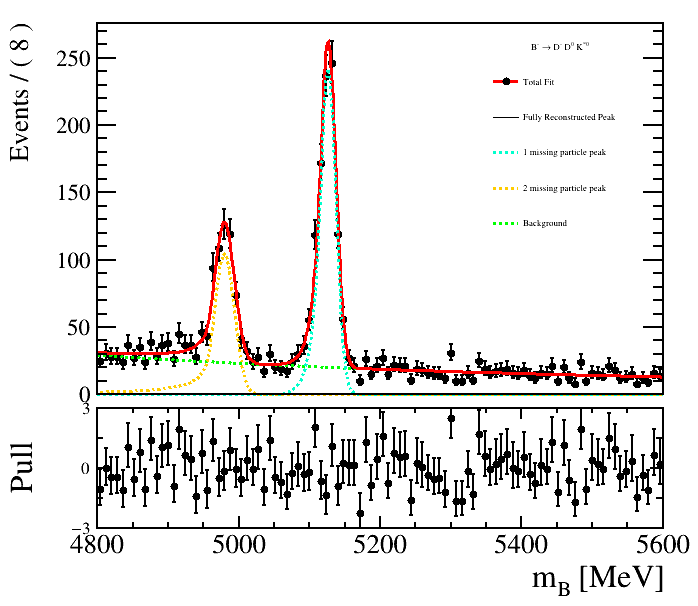 Events / ( 8 )
250
200
150
100
50
0
B⁻ → D⁻ D⁰ K*⁰
Total Fit
Fully Reconstructed Peak
1 missing particle peak
2 missing particle peak
Background
Pull
3
0
−3
4800 5000 5200 5400 5600
m_B [MeV]